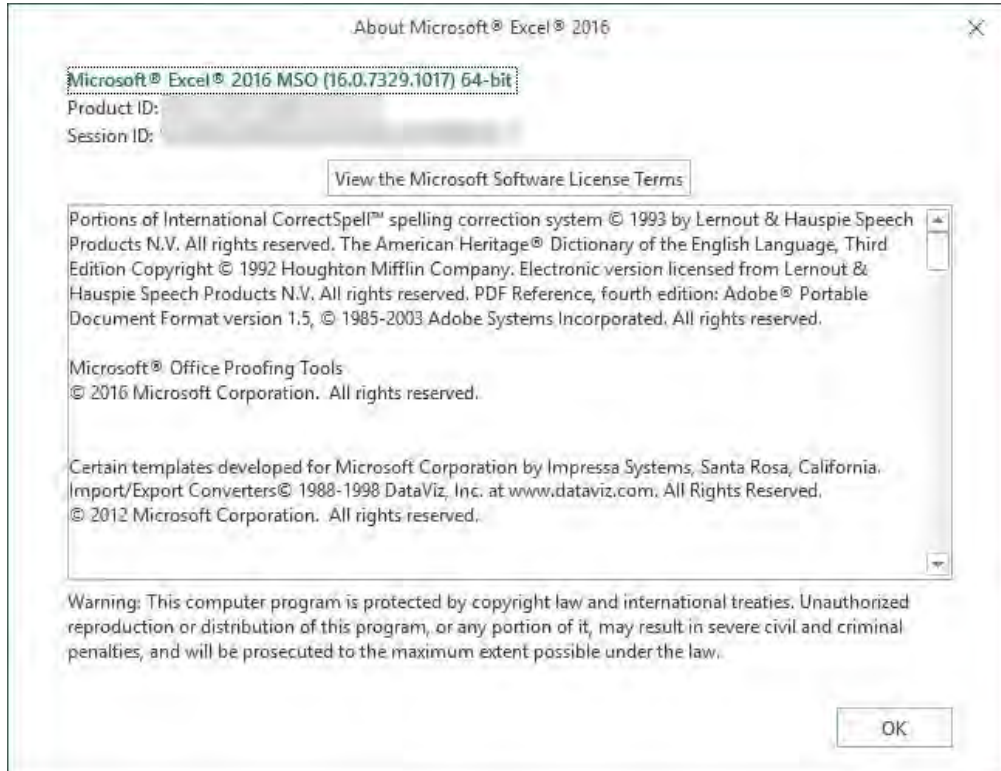 About Microsoft® Excel® 2016
Microsoft® Excel® 2016 MSO (16.0.7329.1017) 64-bit
Product ID:
Session ID:
View the Microsoft Software License Terms
Portions of International CorrectSpell™ spelling correction system © 1993 by Lernout & Hauspie Speech
Products N.V. All rights reserved. The American Heritage® Dictionary of the English Language, Third
Edition Copyright © 1992 Houghton Mifflin Company. Electronic version licensed from Lernout &
Hauspie Speech Products N.V. All rights reserved. PDF Reference, fourth edition: Adobe® Portable
Document Format version 1.5, © 1985-2003 Adobe Systems Incorporated. All rights reserved.
Microsoft® Office Proofing Tools
© 2016 Microsoft Corporation. All rights reserved.
Certain templates developed for Microsoft Corporation by Impressa Systems, Santa Rosa, California.
Import/Export Converters© 1988-1998 DataViz, Inc. at www.dataviz.com. All Rights Reserved.
© 2012 Microsoft Corporation. All rights reserved.
Warning: This computer program is protected by copyright law and international treaties. Unauthorized
reproduction or distribution of this program, or any portion of it, may result in severe civil and criminal
penalties, and will be prosecuted to the maximum extent possible under the law.
OK